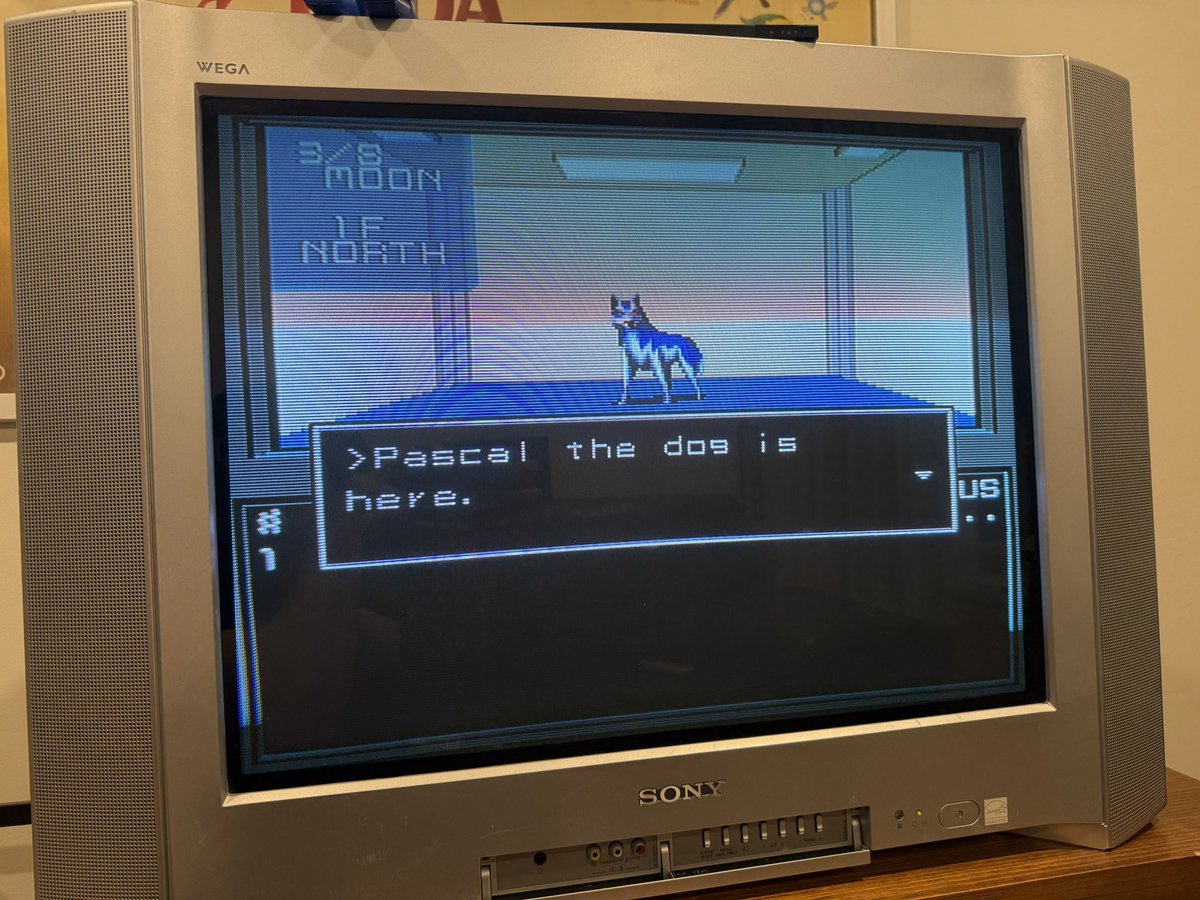 WEGA
3/8
MOON
1F
NORTH
>Pascal the dog is
here.
#
us
1
..
SONY